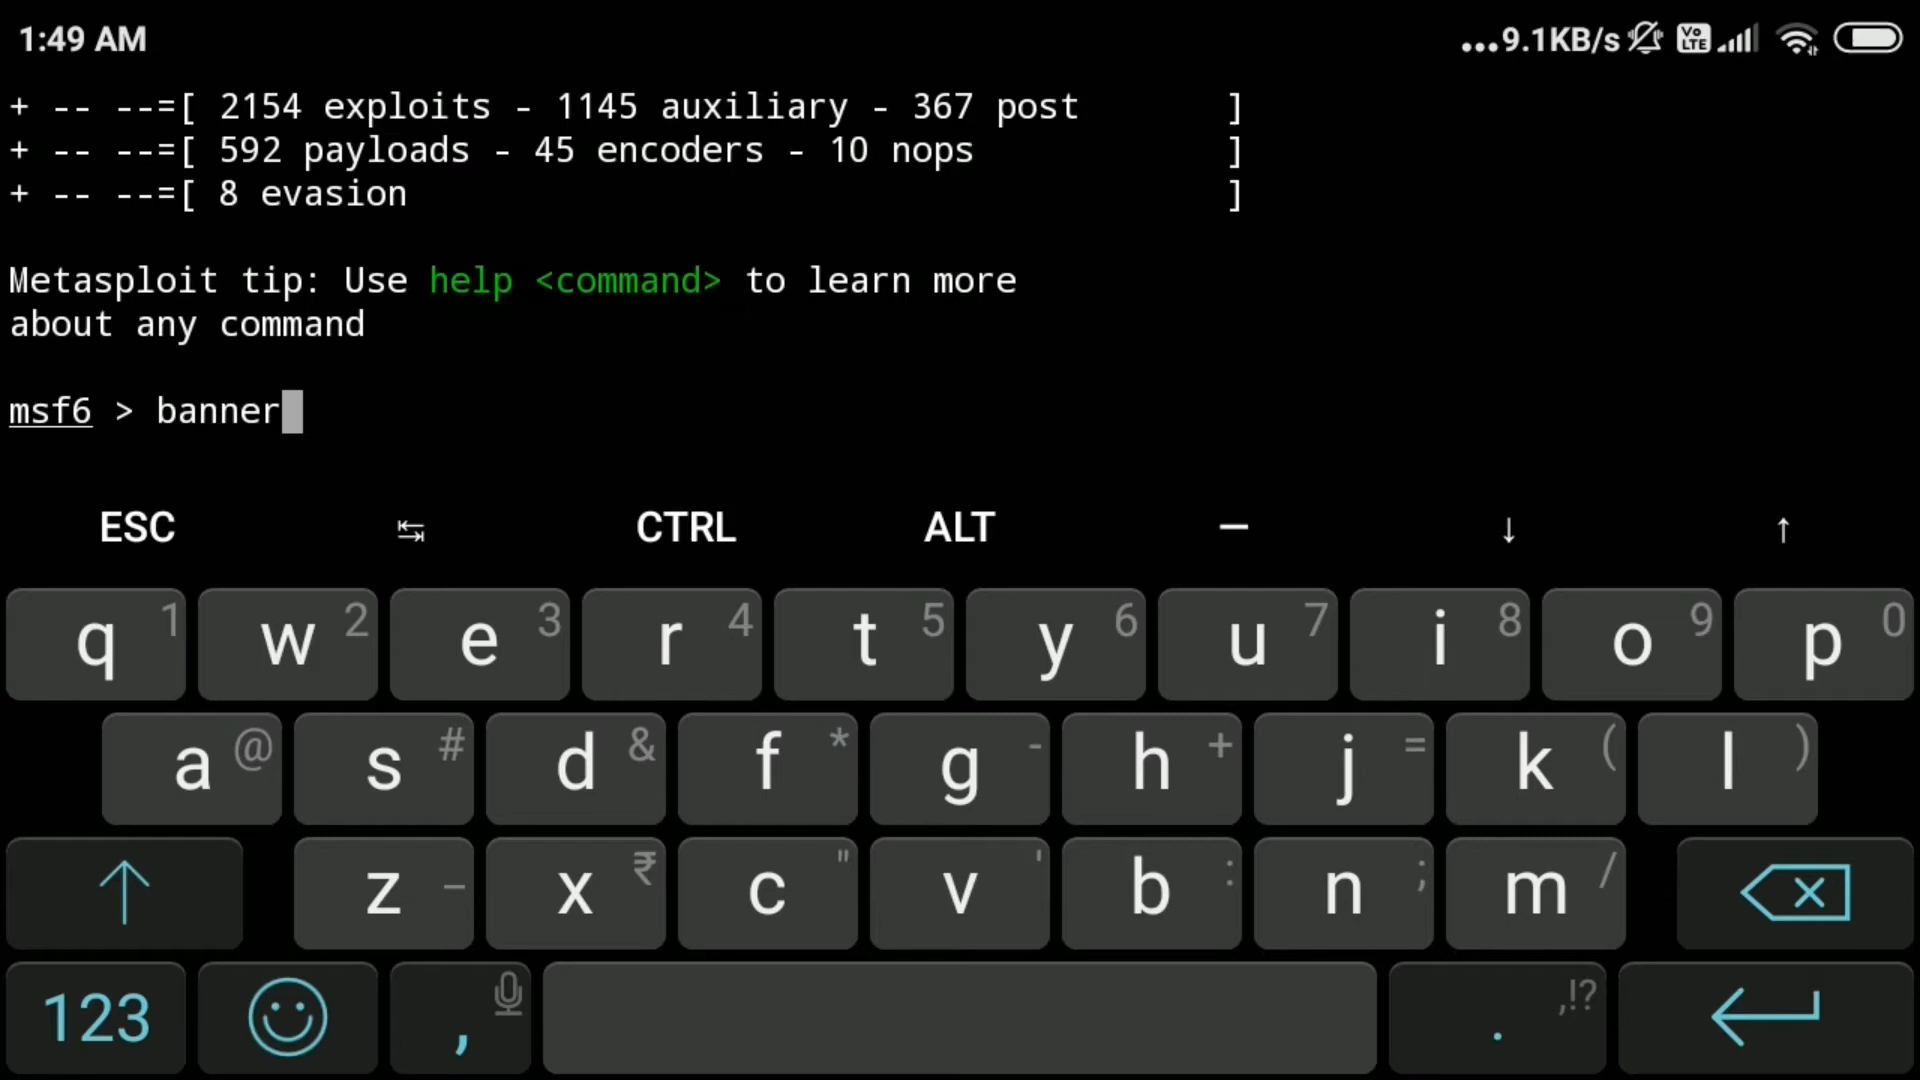 1:49 AM ...9.1KB/s Vo LTE
+ -- --=[ 2154 exploits - 1145 auxiliary - 367 post ]
+ -- --=[ 592 payloads - 45 encoders - 10 nops ]
+ -- --=[ 8 evasion ]
Metasploit tip: Use help <command> to learn more
about any command
msf6 > banner
ESC ↹ CTRL ALT — ↓ ↑
q 1 w 2 e 3 r 4 t 5 y 6 u 7 i 8 o 9 p 0
a @ s # d & f * g - h + j = k ( l )
z _ x ₹ c " v ' b : n ; m /
123 , . ,!?